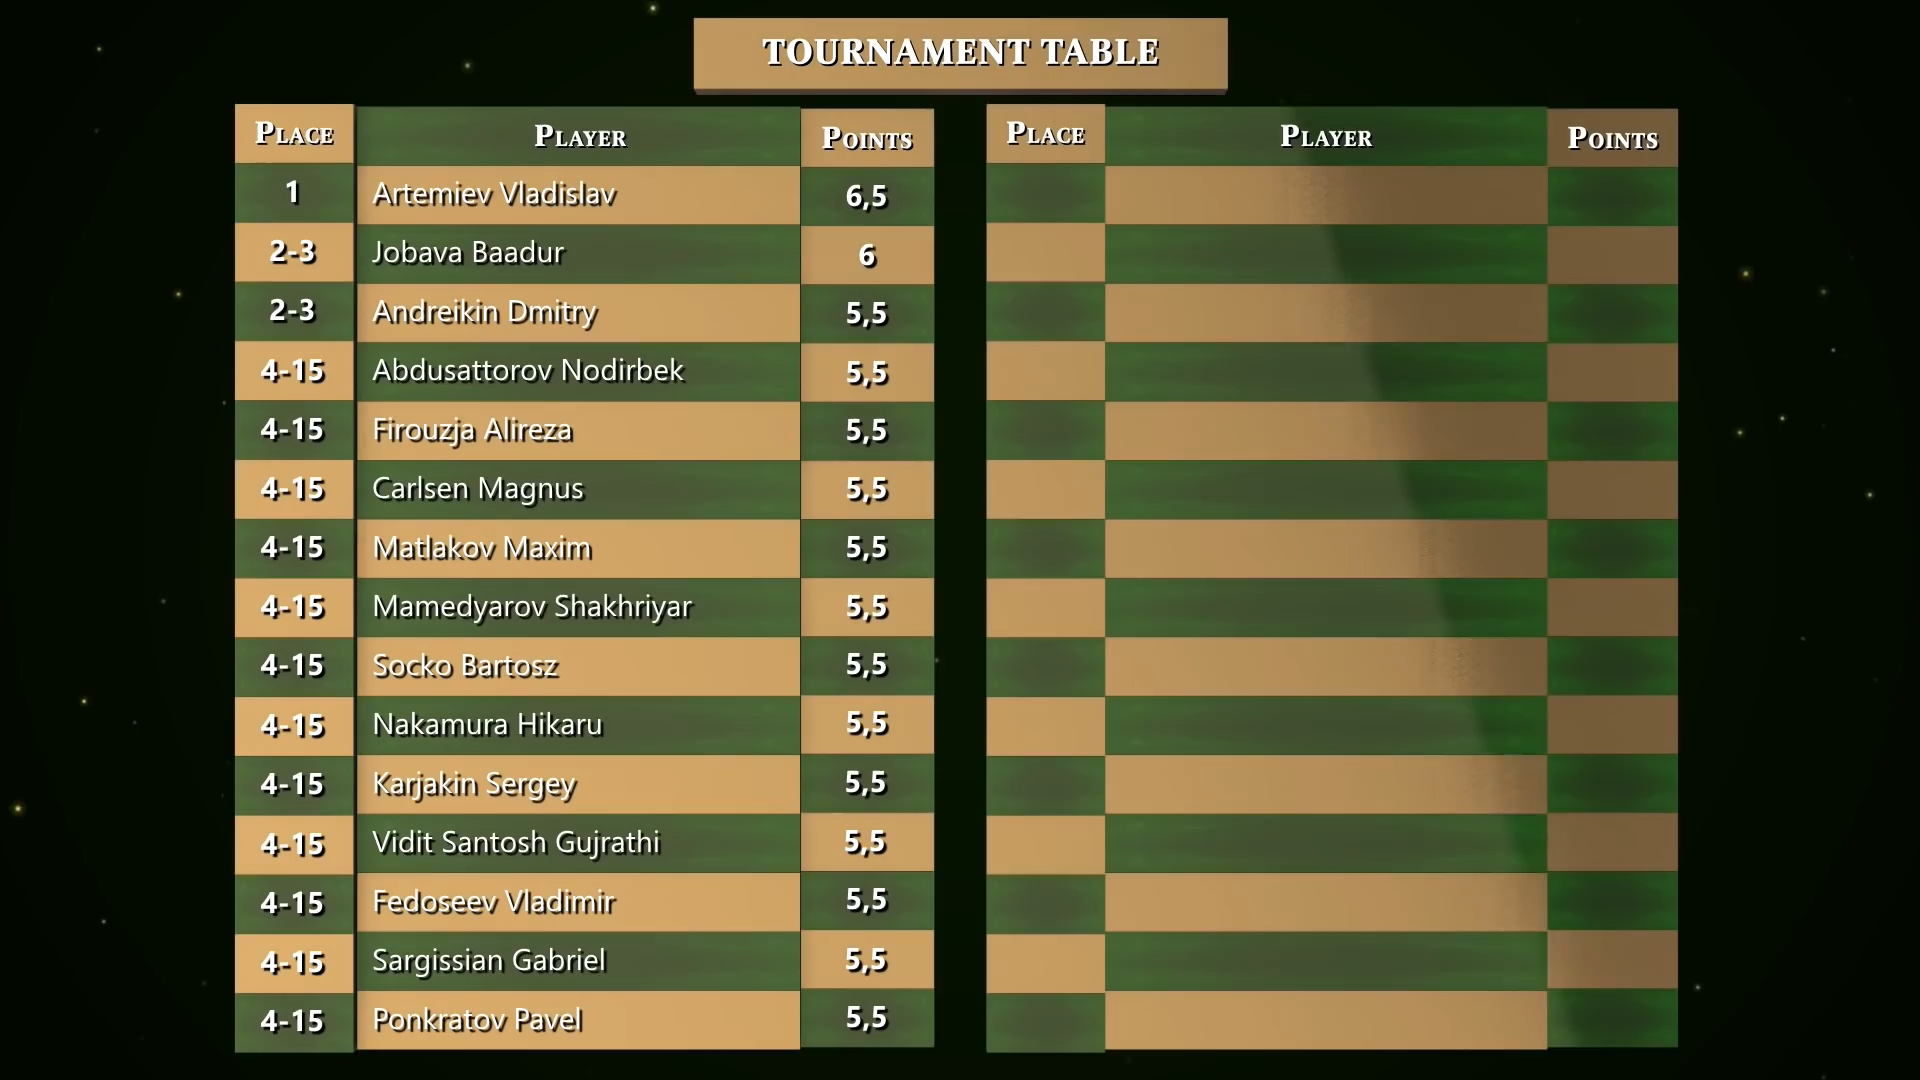 TOURNAMENT TABLE
PLACE PLAYER POINTS
1 Artemiev Vladislav 6,5
2-3 Jobava Baadur 6
2-3 Andreikin Dmitry 5,5
4-15 Abdusattorov Nodirbek 5,5
4-15 Firouzja Alireza 5,5
4-15 Carlsen Magnus 5,5
4-15 Matlakov Maxim 5,5
4-15 Mamedyarov Shakhriyar 5,5
4-15 Socko Bartosz 5,5
4-15 Nakamura Hikaru 5,5
4-15 Karjakin Sergey 5,5
4-15 Vidit Santosh Gujrathi 5,5
4-15 Fedoseev Vladimir 5,5
4-15 Sargissian Gabriel 5,5
4-15 Ponkratov Pavel 5,5
PLACE PLAYER POINTS